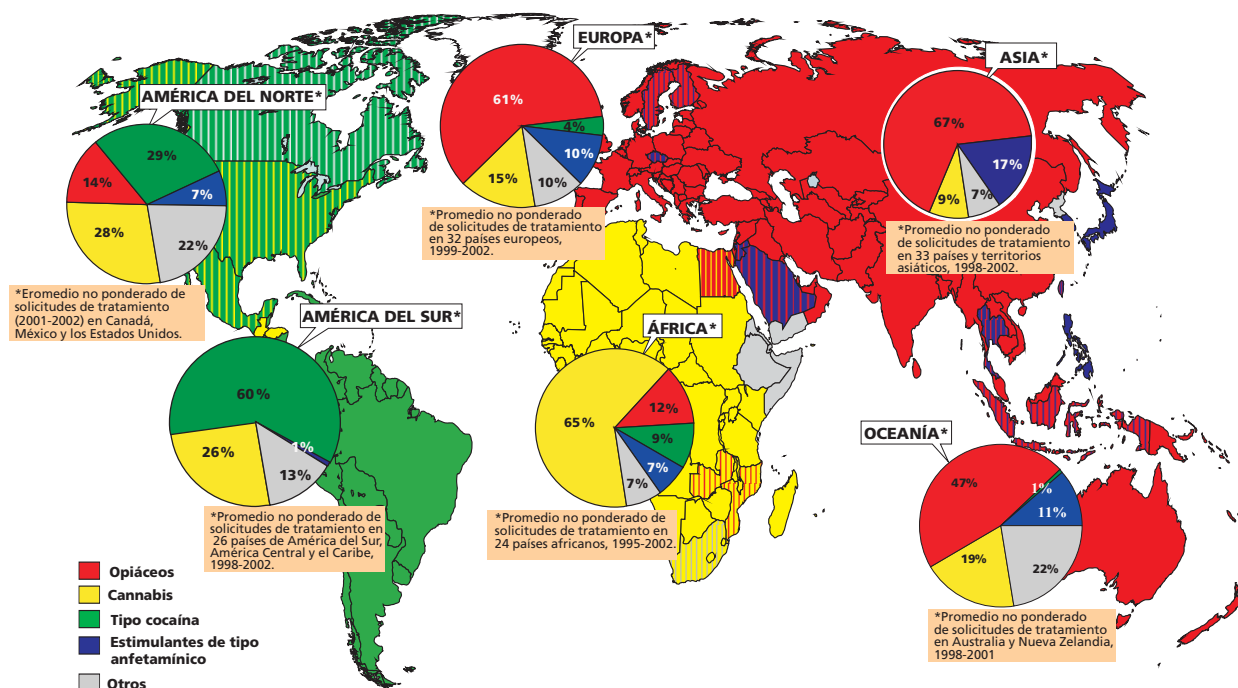 EUROPA*
61%
4%
10%
10%
15%
*Promedio no ponderado
de solicitudes de tratamiento
en 32 países europeos,
1999-2002.
ASIA*
67%
17%
7%
9%
*Promedio no ponderado
de solicitudes de tratamiento
en 33 países y territorios
asiáticos, 1998-2002.
AMÉRICA DEL NORTE*
29%
14%
7%
28%
22%
*Eromedio no ponderado de
solicitudes de tratamiento
(2001-2002) en Canadá,
México y los Estados Unidos.
AMÉRICA DEL SUR*
60%
1%
26%
13%
*Promedio no ponderado de
solicitudes de tratamiento en
26 países de América del Sur,
América Central y el Caribe,
1998-2002.
ÁFRICA*
65%
12%
9%
7%
7%
*Promedio no ponderado de
solicitudes de tratamiento en
24 países africanos, 1995-2002.
OCEANÍA*
47%
1%
11%
19%
22%
*Promedio no ponderado
de solicitudes de tratamiento
en Australia y Nueva Zelandia,
1998-2001
Opiáceos
Cannabis
Tipo cocaína
Estimulantes de tipo
anfetamínico
Otros